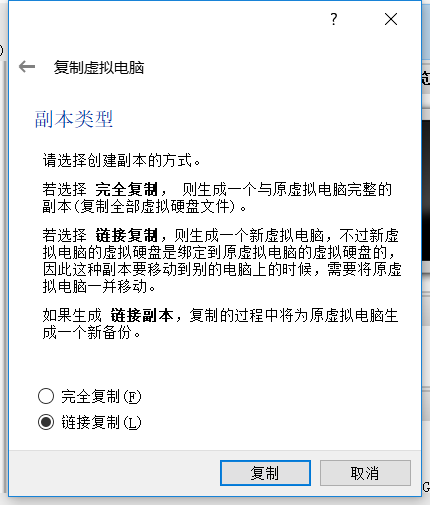 ?
)
复制虚拟电脑
览
副本类型
请选择创建副本的方式。
若选择 完全复制， 则生成一个与原虚拟电脑完整的
副本(复制全部虚拟硬盘文件)。
若选择 链接复制，则生成一个新虚拟电脑，不过新虚
拟电脑的虚拟硬盘是绑定到原虚拟电脑的虚拟硬盘的，
因此这种副本要移动到别的电脑上的时候，需要将原虚
拟电脑一并移动。
如果生成 链接副本，复制的过程中将为原虚拟电脑生
成一个新备份。
完全复制(F)
链接复制(L)
复制 取消
G